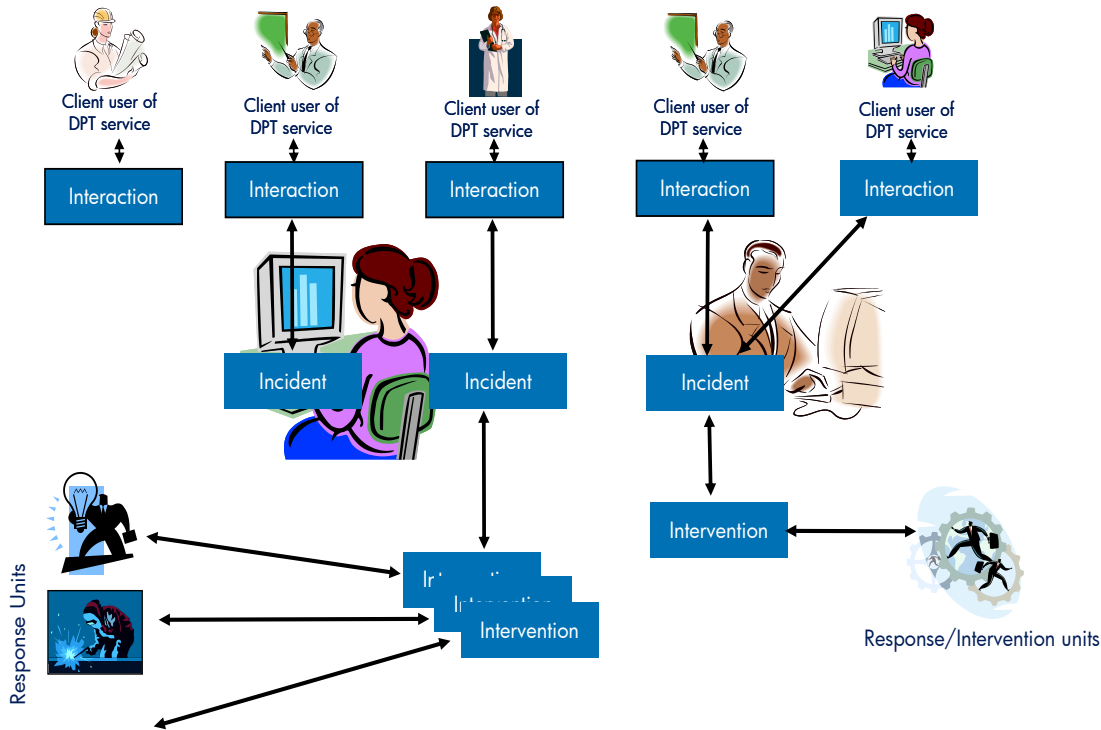 Client user of
DPT service
Client user of
DPT service
Client user of
DPT service
Client user of
DPT service
Client user of
DPT service
Interaction
Interaction
Interaction
Interaction
Interaction
Incident
Incident
Incident
Intervention
Intervention
Intervention
Intervention
Response Units
Response/Intervention units